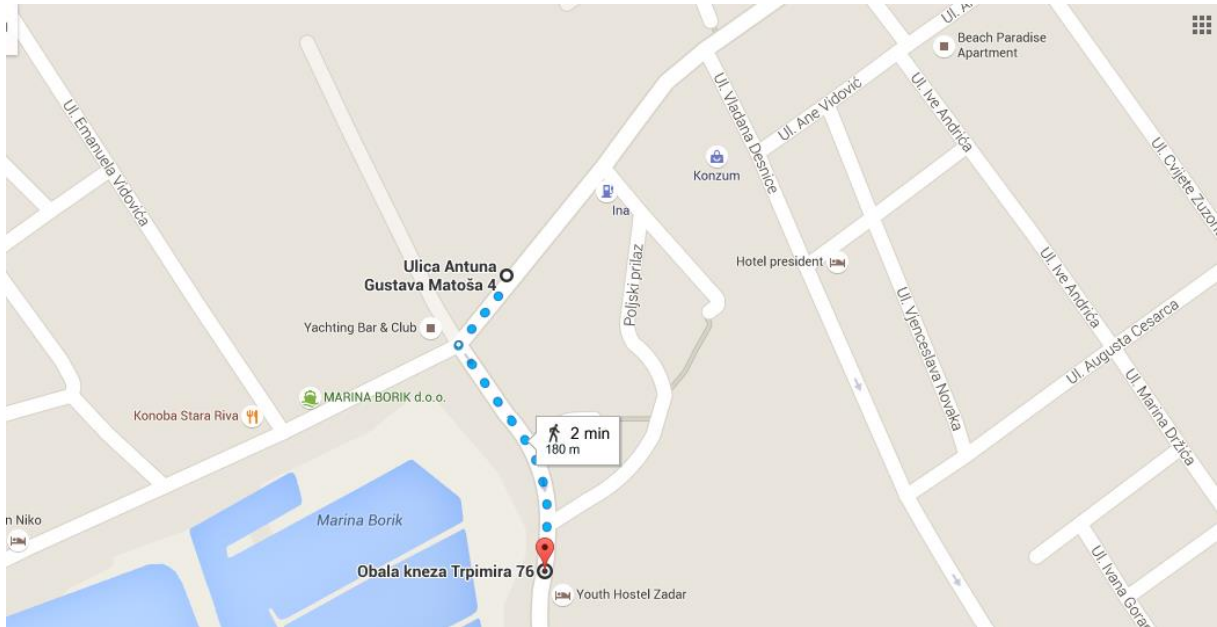 Ul. Emanuela Vidovića
Beach Paradise
Apartment
Ul. Ane Vidović
Ul. Ive Andrića
Ul. Vladana Desnice
Ul. Cvijete Zuzorić
Konzum
Ina
Ulica Antuna
Gustava Matoša 4
Hotel president
Poljski prilaz
Yachting Bar & Club
Ul. Ive Andrića
Ul. Vjenceslava Novaka
Ul. Augusta Cesarca
MARINA BORIK d.o.o.
Konoba Stara Riva
Ul. Marina Držića
2 min
180 m
Marina Borik
n Niko
Obala kneza Trpimira 76
Youth Hostel Zadar
Ul. Ivana Gora